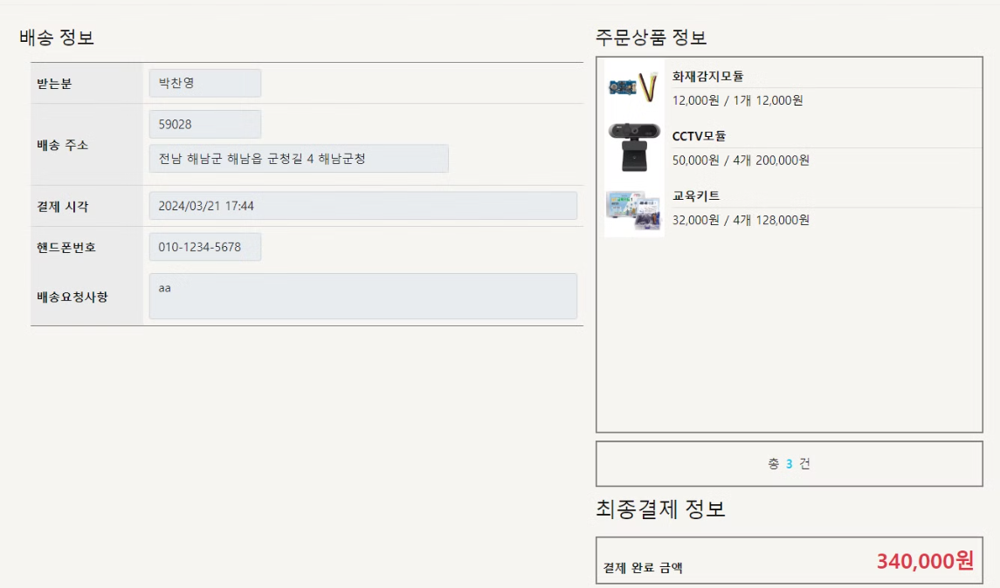 배송 정보
받는분
박찬영
배송 주소
59028
전남 해남군 해남읍 군청길 4 해남군청
결제 시각
2024/03/21 17:44
핸드폰번호
010-1234-5678
배송요청사항
aa
주문상품 정보
화재감지모듈
12,000원 / 1개 12,000원
CCTV모듈
50,000원 / 4개 200,000원
교육키트
32,000원 / 4개 128,000원
총 3 건
최종결제 정보
결제 완료 금액
340,000원